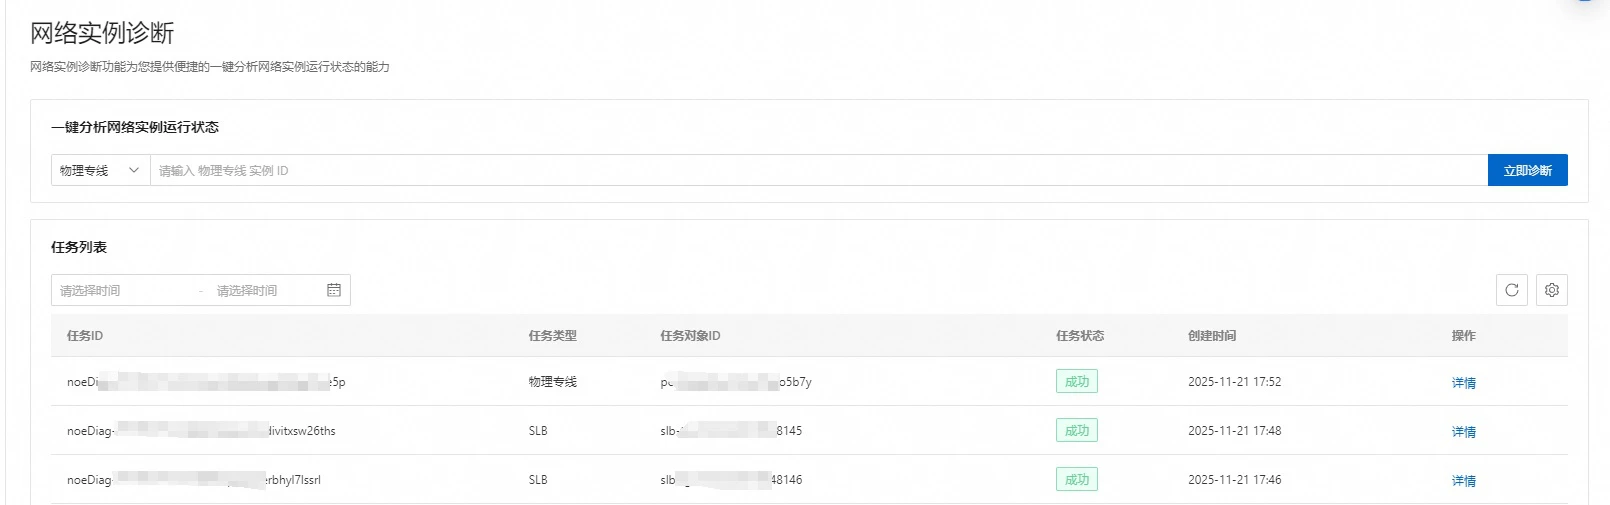 网络实例诊断
网络实例诊断功能为您提供便捷的一键分析网络实例运行状态的能力
一键分析网络实例运行状态
物理专线 请输入 物理专线 实例 ID 立即诊断
任务列表
请选择时间 - 请选择时间
任务ID 任务类型 任务对象ID 任务状态 创建时间 操作
noeDi e5p 物理专线 o5b7y 成功 2025-11-21 17:52 详情
noeDiag- divitxsw26ths SLB slb- 8145 成功 2025-11-21 17:48 详情
noeDiag erbhyl7lssrl SLB slb 48146 成功 2025-11-21 17:46 详情